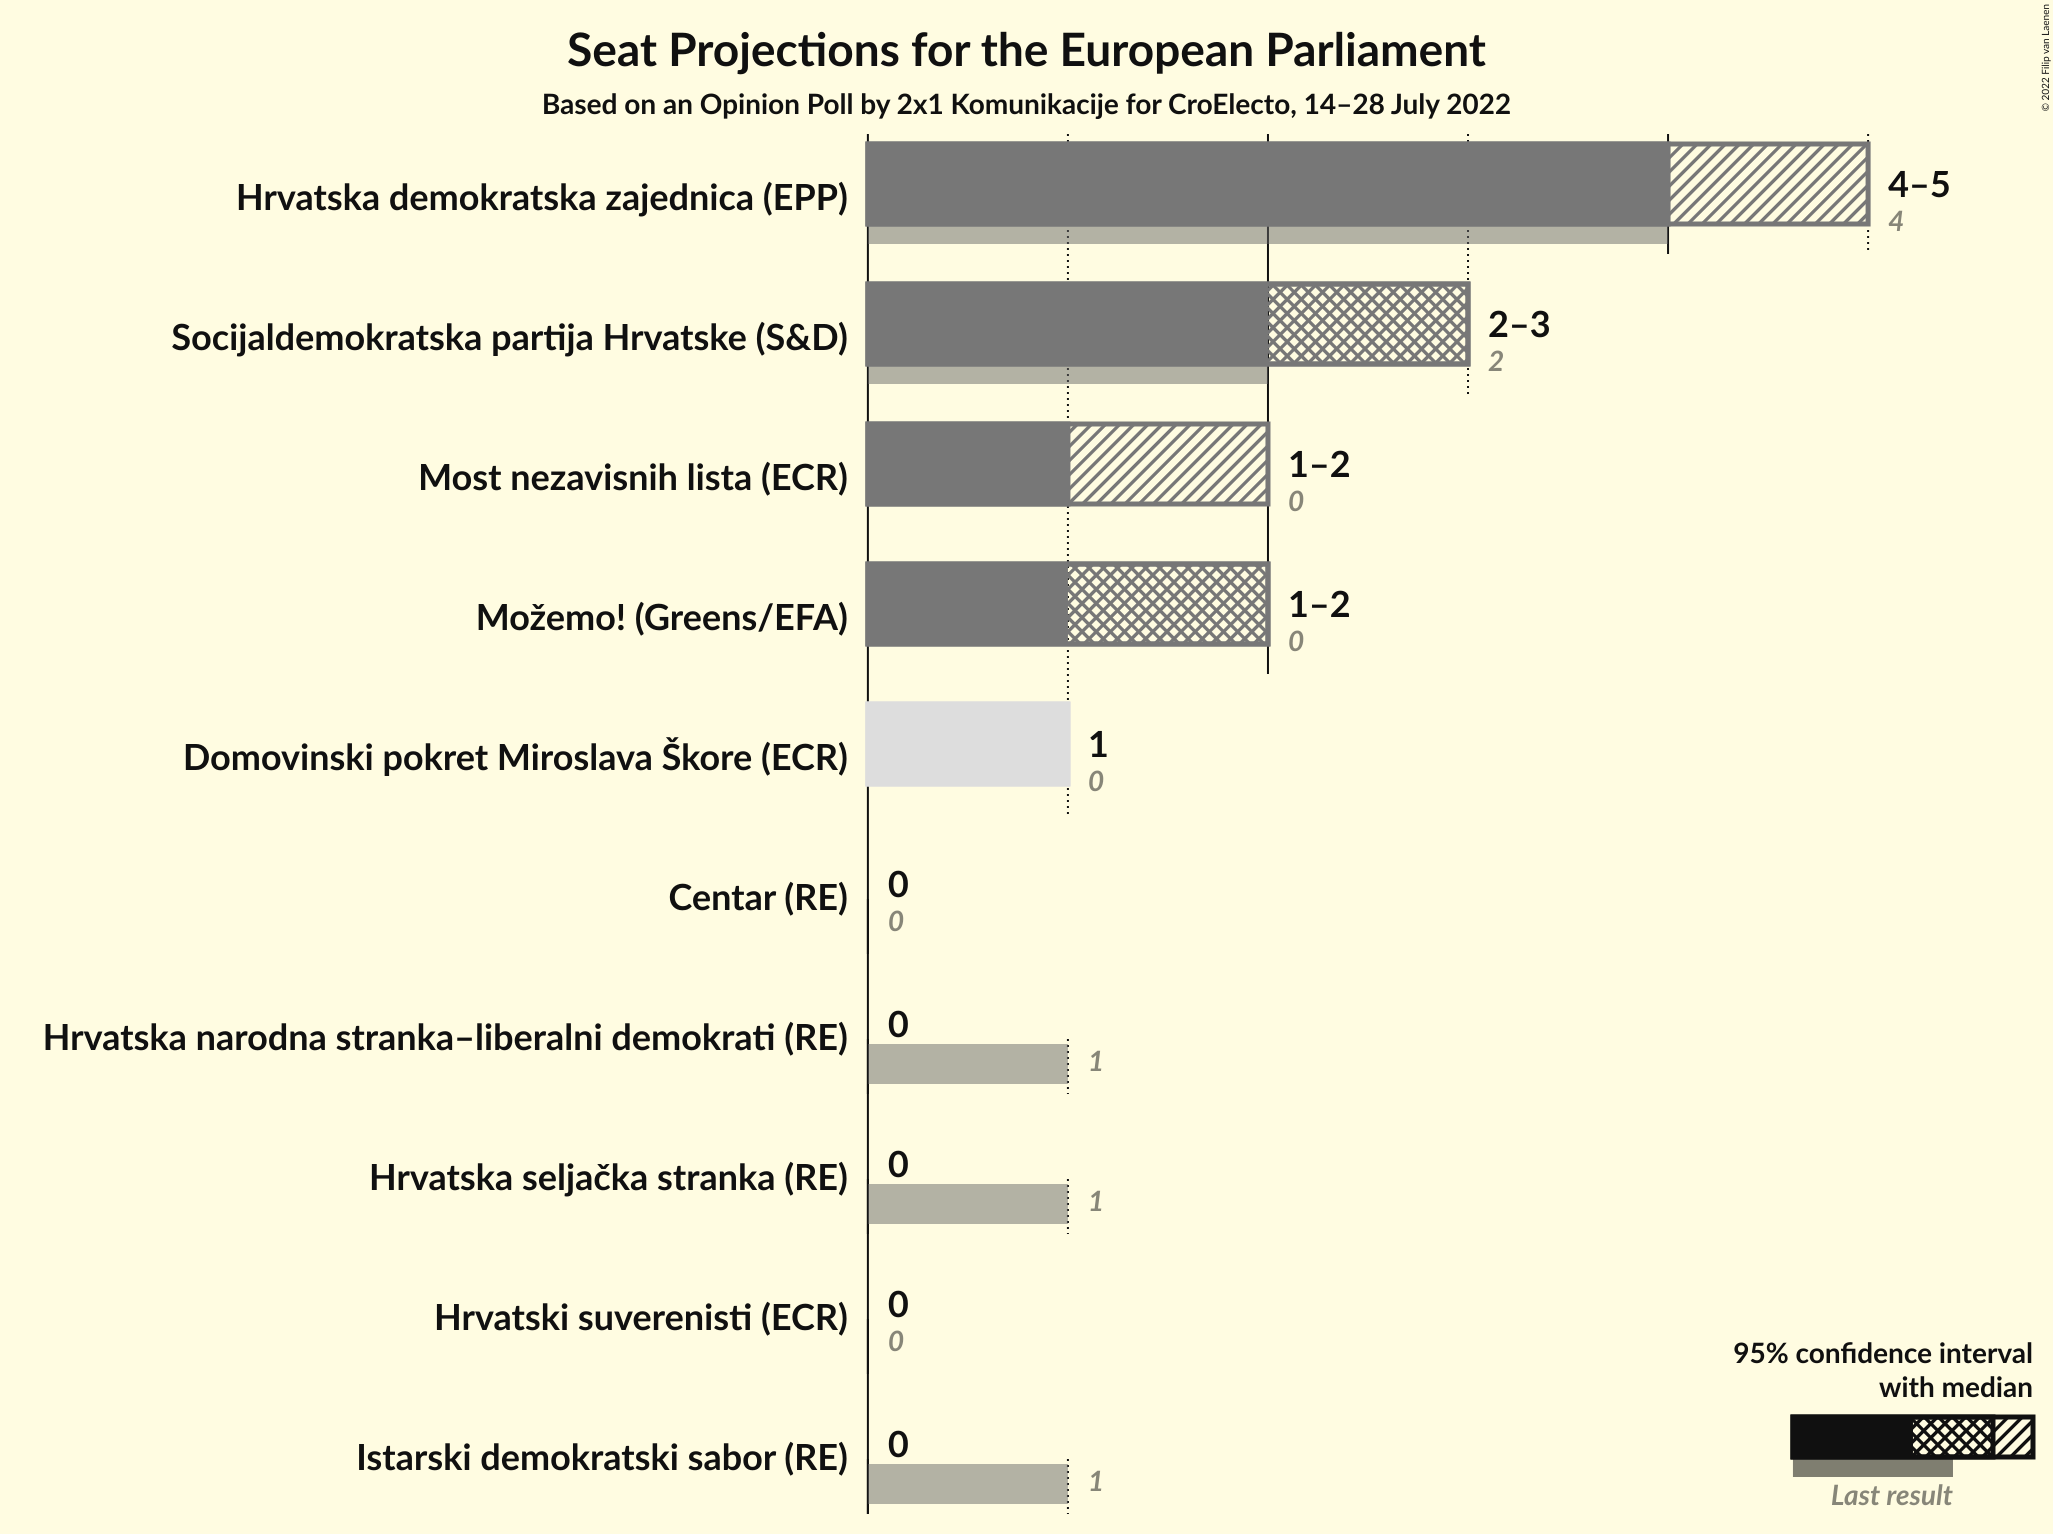 Seat Projections for the European Parliament
Based on an Opinion Poll by 2x1 Komunikacije for CroElecto, 14–28 July 2022
© 2022 Filip van Laenen
Hrvatska demokratska zajednica (EPP)
4–5
4
Socijaldemokratska partija Hrvatske (S&D)
2–3
2
Most nezavisnih lista (ECR)
1–2
0
Možemo! (Greens/EFA)
1–2
0
Domovinski pokret Miroslava Škore (ECR)
1
0
Centar (RE)
0
0
Hrvatska narodna stranka–liberalni demokrati (RE)
0
1
Hrvatska seljačka stranka (RE)
0
1
Hrvatski suverenisti (ECR)
0
0
Istarski demokratski sabor (RE)
0
1
95% confidence interval
with median
Last result